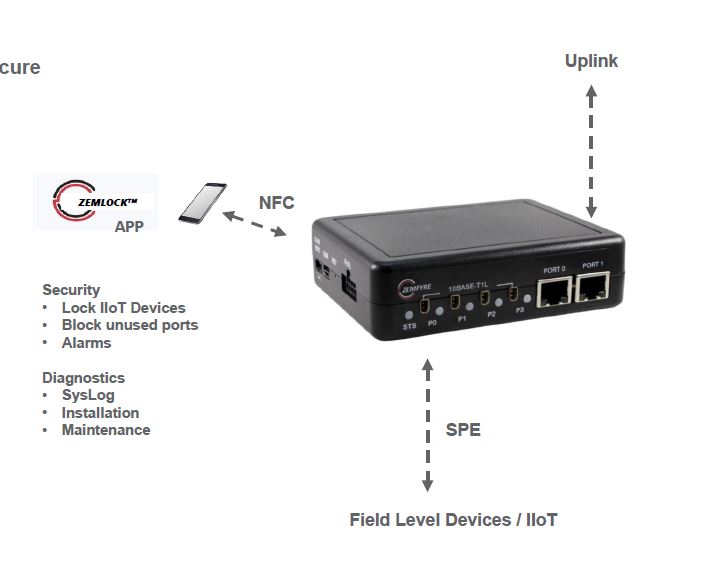 cure
Uplink
ZEMLOCK™
APP
NFC
Security
• Lock IIoT Devices
• Block unused ports
• Alarms
Diagnostics
• SysLog
• Installation
• Maintenance
PORT 0
PORT 1
ZEMFYRE
10BASE-T1L
STS
P0
P1
P2
P3
SPE
Field Level Devices / IIoT